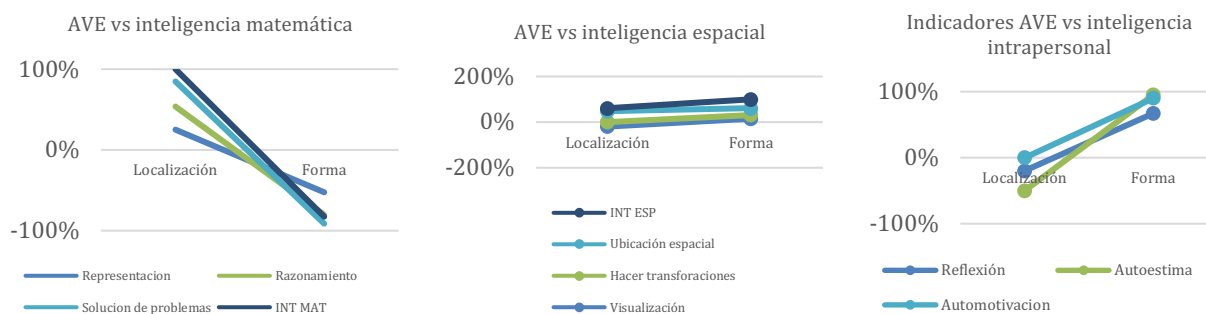 AVE vs inteligencia matemática
100%
0%
-100%
Localización
Forma
Representacion
Razonamiento
Solucion de problemas
INT MAT
AVE vs inteligencia espacial
200%
0%
-200%
Localización
Forma
INT ESP
Ubicación espacial
Hacer transforaciones
Visualización
Indicadores AVE vs inteligencia
intrapersonal
100%
0%
-100%
Localización
Forma
Reflexión
Autoestima
Automotivacion